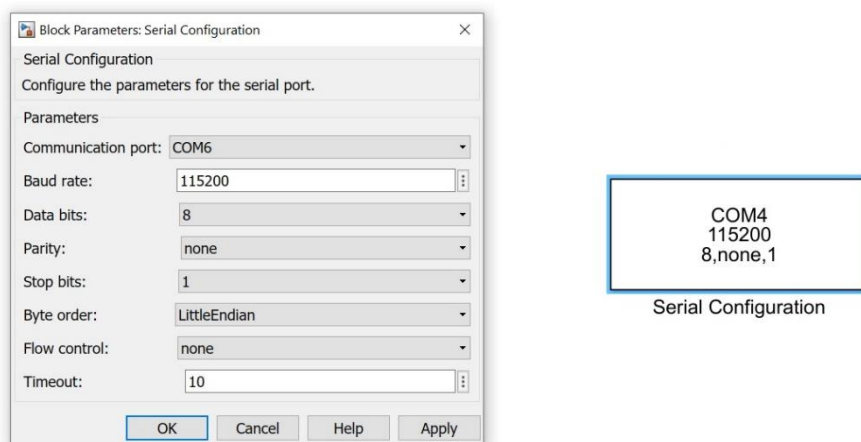 Block Parameters: Serial Configuration
Serial Configuration
Configure the parameters for the serial port.
Parameters
Communication port: COM6
Baud rate: 115200
Data bits: 8
Parity: none
Stop bits: 1
Byte order: LittleEndian
Flow control: none
Timeout: 10
OK Cancel Help Apply
COM4
115200
8,none,1
Serial Configuration